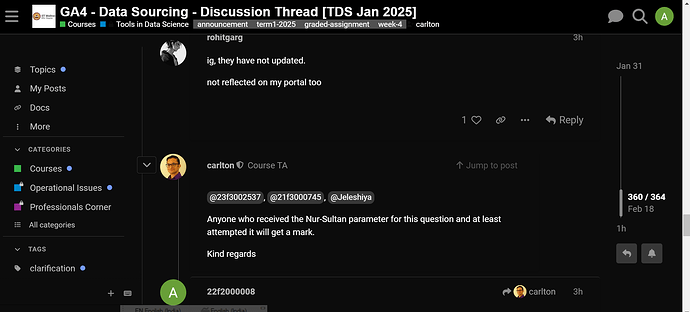 GA4 - Data Sourcing - Discussion Thread [TDS Jan 2025]
Courses Tools in Data Science announcement term1-2025 graded-assignment week-4 carlton
A
Topics
My Posts
Docs
More
CATEGORIES
Courses
Operational Issues
Professionals Corner
All categories
TAGS
clarification
rohitgarg 3h
ig, they have not updated.
not reflected on my portal too
1 Reply
carlton Course TA Jump to post
@23f3002537, @21f3000745, @Jeleshiya
Anyone who received the Nur-Sultan parameter for this question and at least
attempted it will get a mark.
Kind regards
A 22f2000008 carlton 3h
Jan 31
360 / 364
Feb 18
1h